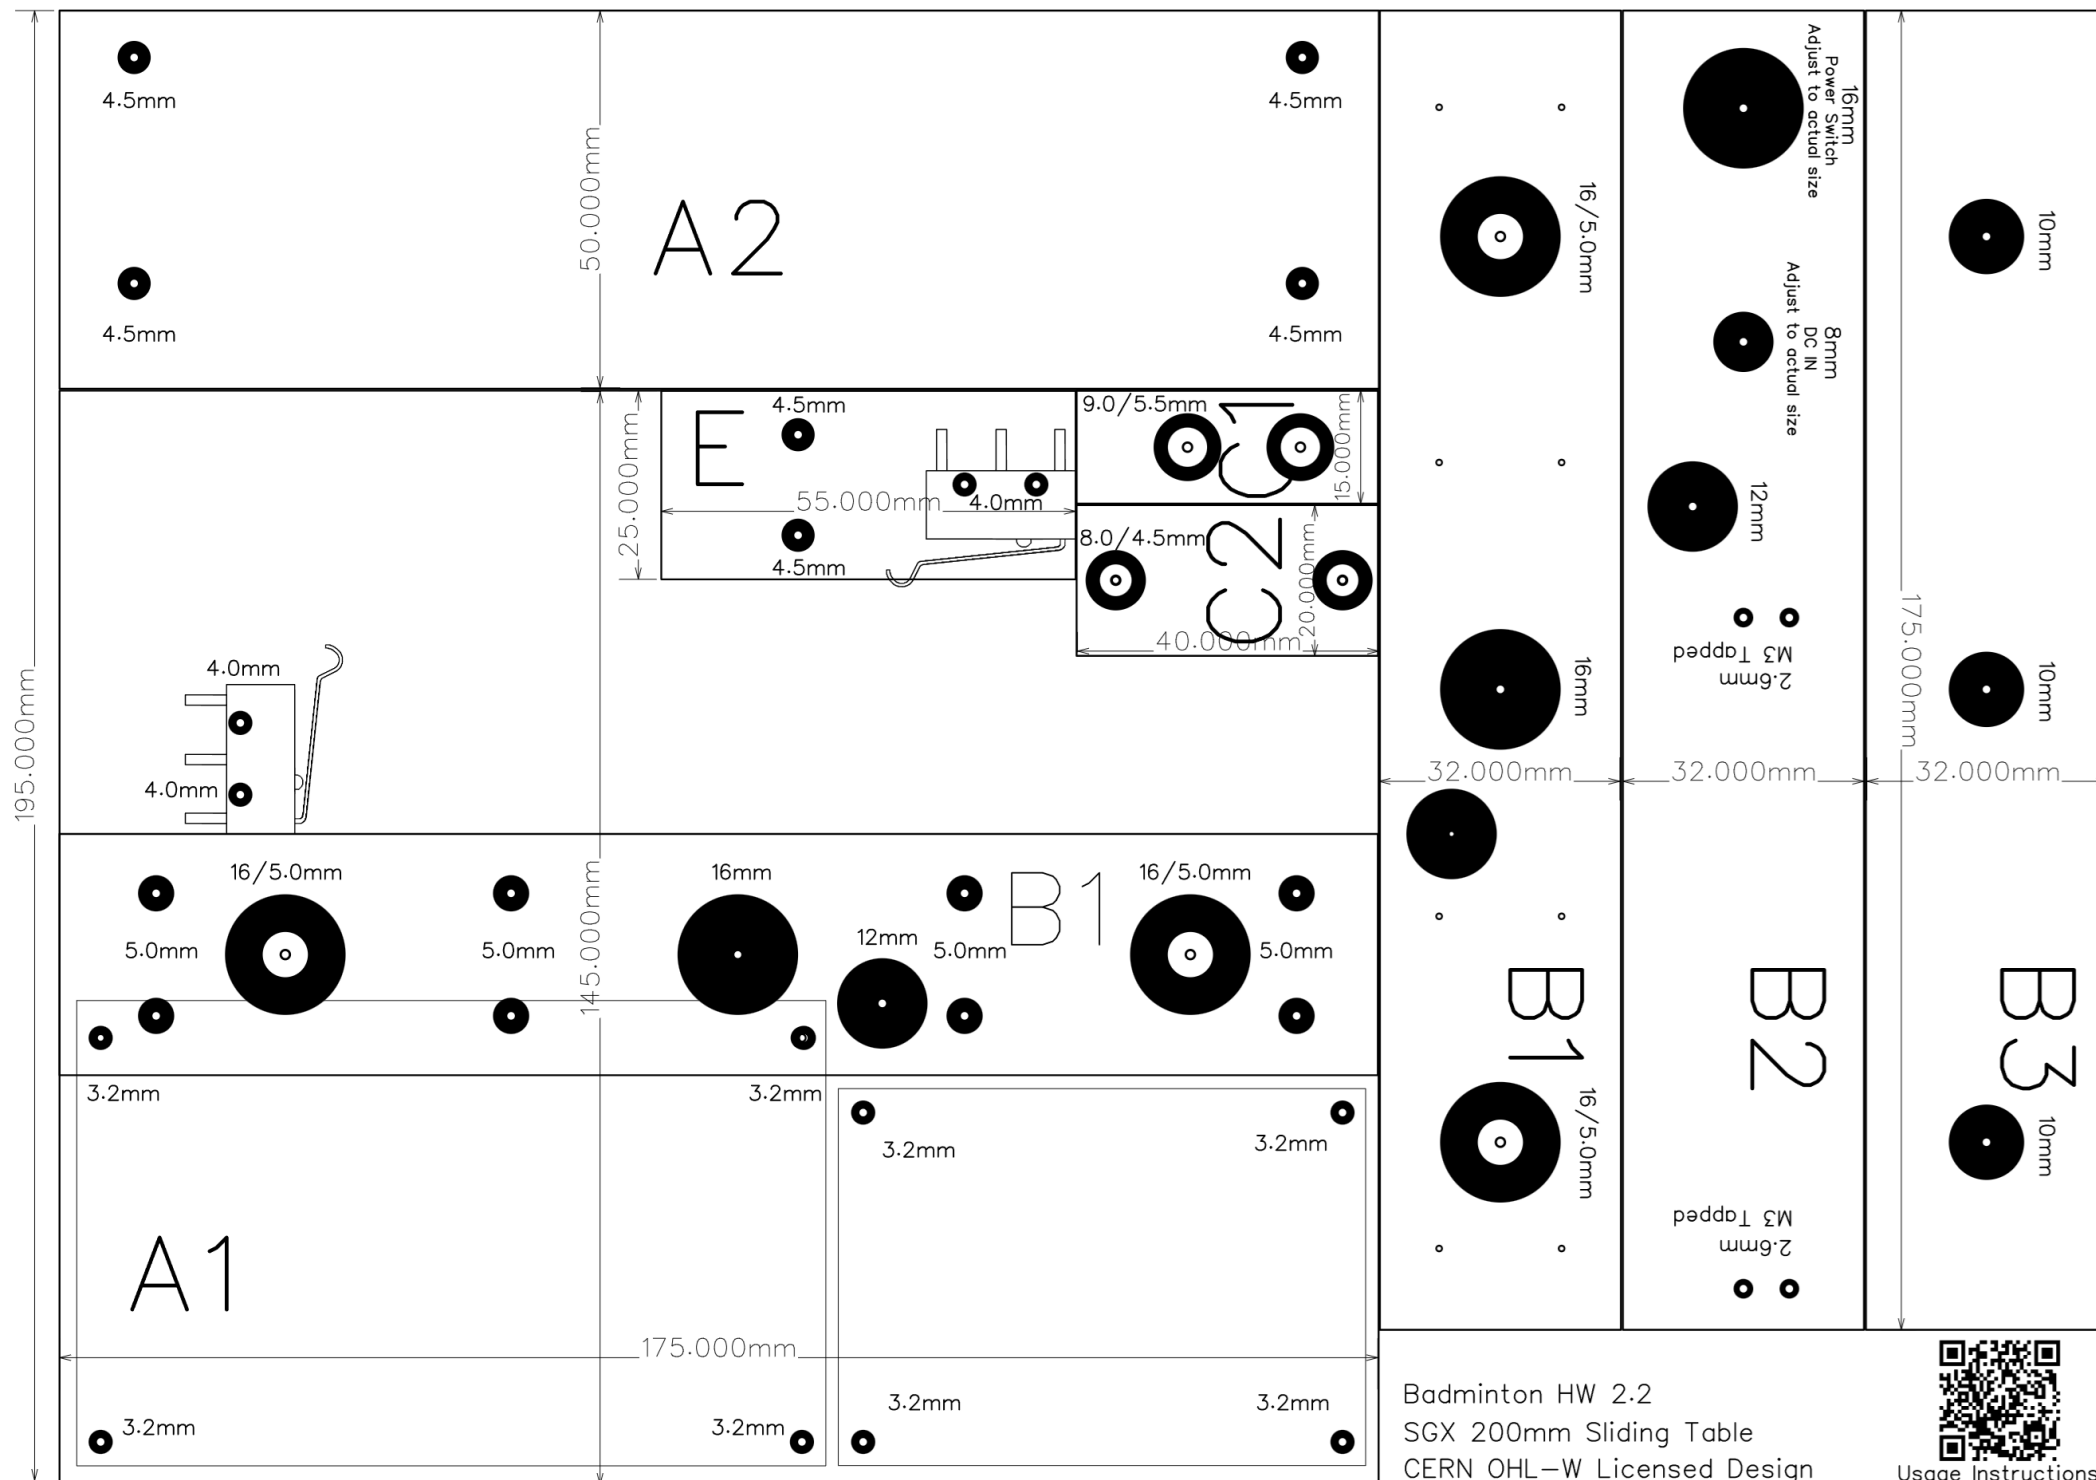 4.5mm
4.5mm
50.000mm
A2
4.5mm
4.5mm
16mm
Power Switch
Adjust to actual size
16/5.0mm
10mm
8mm
DC IN
Adjust to actual size
E
4.5mm
25.000mm
55.000mm
4.0mm
4.5mm
9.0/5.5mm
C1
15.000mm
8.0/4.5mm
C2
20.000mm
40.000mm
12mm
M3 Tapped
2.6mm
16mm
10mm
175.000mm
195.000mm
4.0mm
4.0mm
32.000mm
32.000mm
32.000mm
16/5.0mm
16mm
16/5.0mm
B1
12mm
5.0mm
5.0mm
5.0mm
5.0mm
145.000mm
B1
B2
B3
3.2mm
3.2mm
3.2mm
3.2mm
16/5.0mm
10mm
M3 Tapped
2.6mm
A1
175.000mm
3.2mm
3.2mm
3.2mm
3.2mm
Badminton HW 2.2
SGX 200mm Sliding Table
CERN OHL-W Licensed Design
Usage Instructions